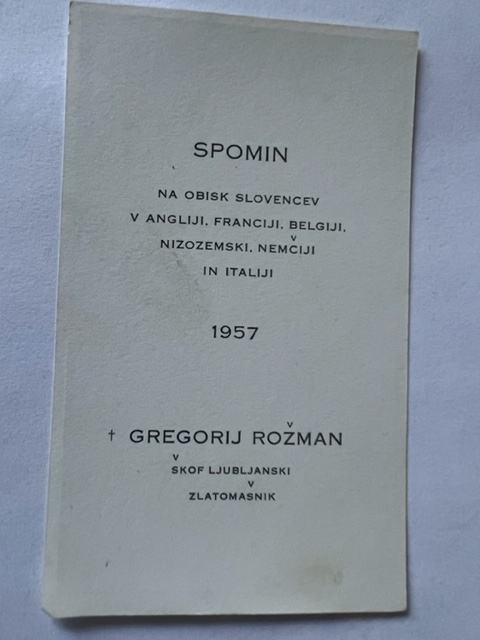 SPOMIN
NA OBISK SLOVENCEV
V ANGLIJI, FRANCIJI, BELGIJI,
NIZOZEMSKI, NEMČIJI
IN ITALIJI
1957
† GREGORIJ ROŽMAN
ŠKOF LJUBLJANSKI
ZLATOMAŠNIK